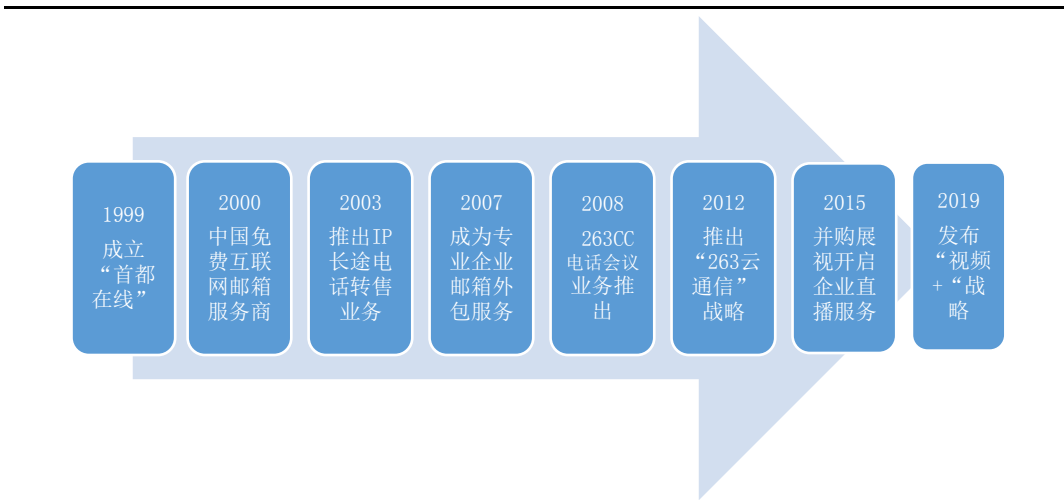 1999
成立
“首都
在线”
2000
中国免
费互联
网邮箱
服务商
2003
推出IP
长途电
话转售
业务
2007
成为专
业企业
邮箱外
包服务
2008
263CC
电话会议
业务推
出
2012
推出
“263云
通信”
战略
2015
并购展
视开启
企业直
播服务
2019
发布
“视频
+“战
略